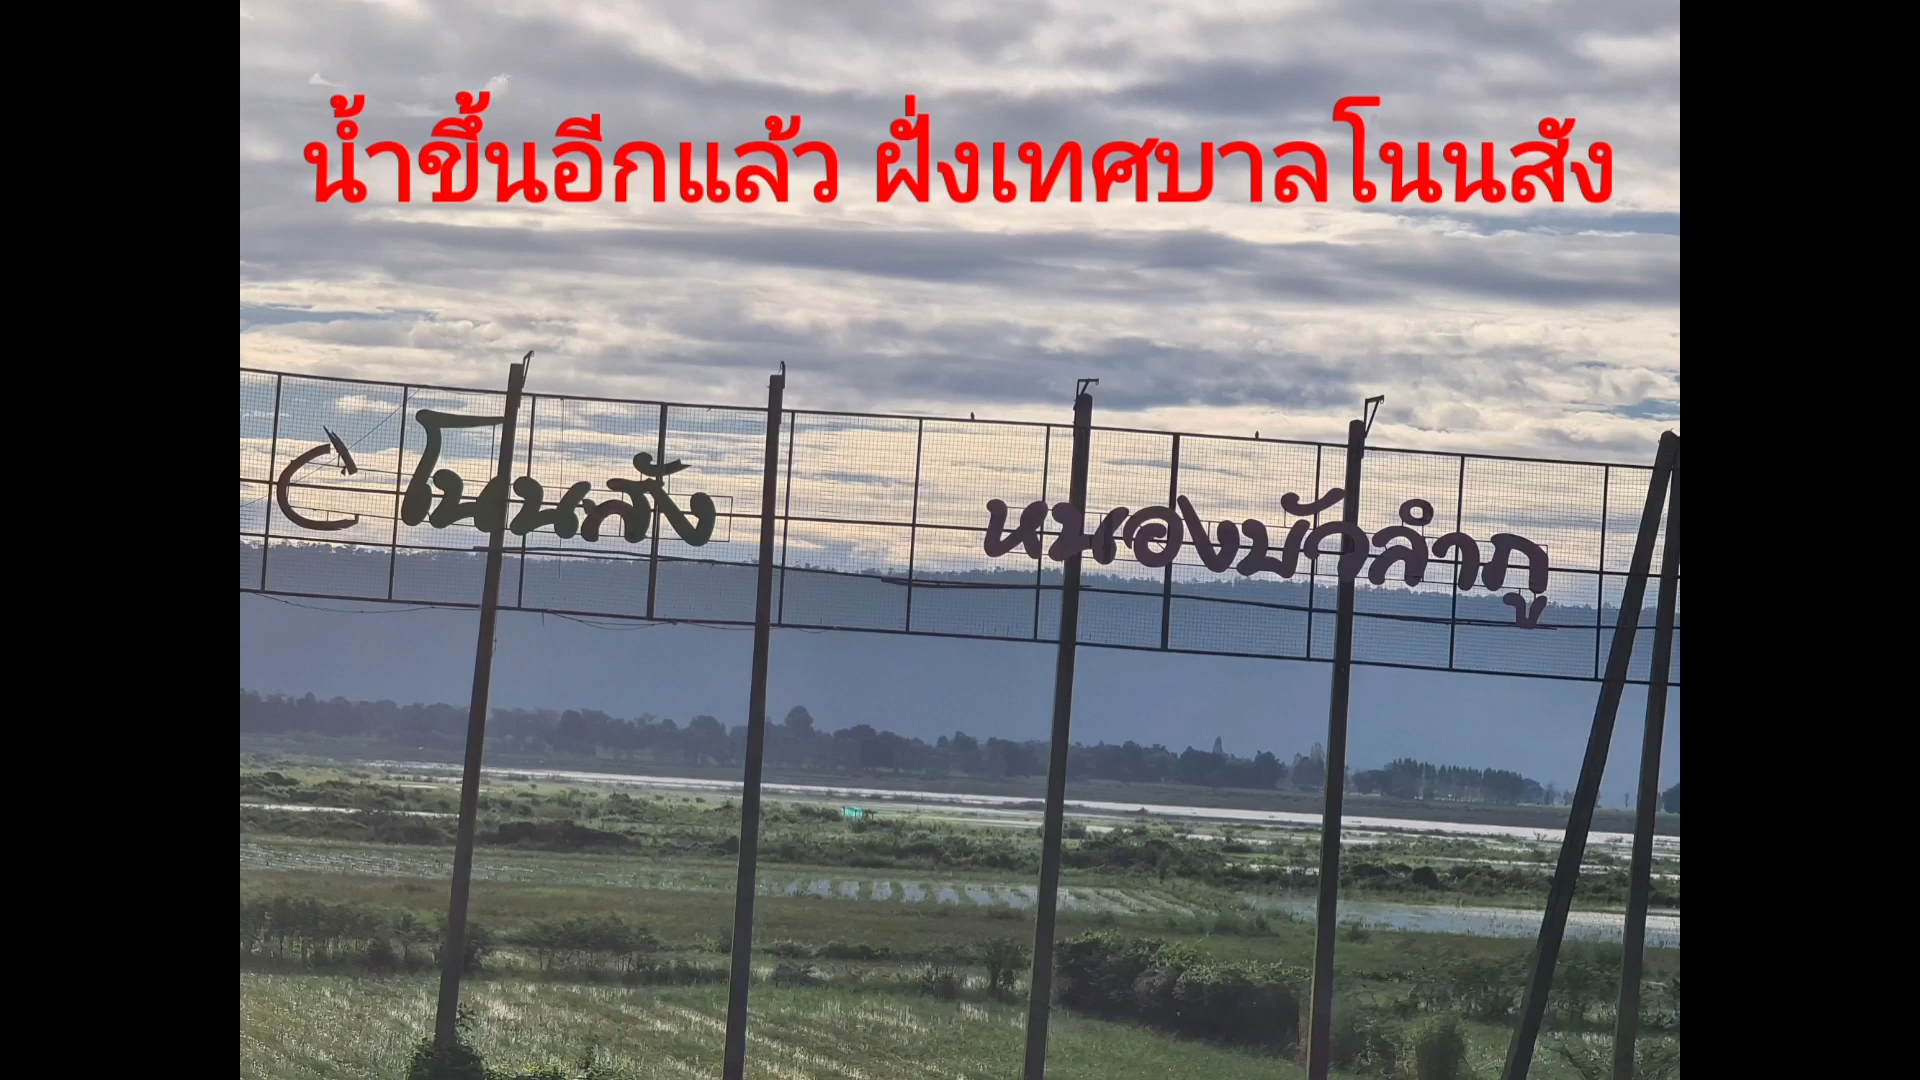 น้ำขึ้นอีกแล้ว ฝั่งเทศบาลโนนสัง
โนนสัง หนองบัวลำภู